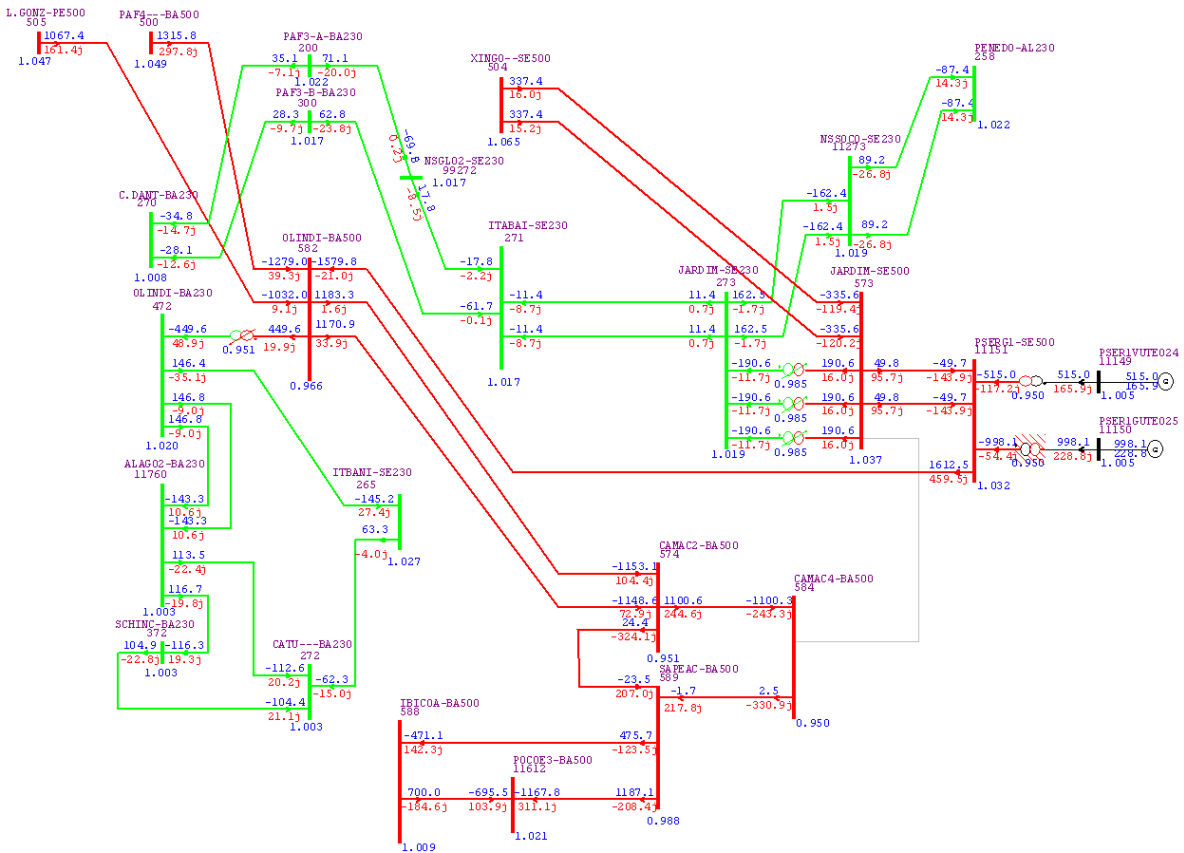 L.GONZ-PE500
505
1067.4
161.4j
1.047
PAF4---BA500
500
1315.8
297.8j
1.049
PAF3-A-BA230
200
35.1 71.1
-7.1j -20.0j
1.022
PAF3-B-BA230
300
28.3 62.8
-9.7j -23.8j
1.017
XINGO--SE500
504
337.4
16.0j
337.4
15.2j
1.065
PENEDO-AL230
258
-87.4
14.3j
-87.4
14.3j
1.022
-69.8
0.2j
NSGLO2-SE230
99272
1.017
17.8
-8.5j
NSSOCO-SE230
11273
89.2
-26.8j
-162.4
1.5j
-162.4 89.2
1.5j -26.8j
1.019
C.DANT-BA230
270
-34.8
-14.7j
-28.1
-12.6j
1.008
OLINDI-BA500
582
-1279.0 -1579.8
39.3j -21.0j
-1032.0 1183.3
9.1j 1.6j
449.6 1170.9
19.9j 33.9j
0.966
ITABAI-SE230
271
-17.8
-2.2j
-61.7
-0.1j
-11.4
-8.7j
-11.4
-8.7j
1.017
JARDIM-SE230
273
11.4 162.5
0.7j -1.7j
11.4 162.5
0.7j -1.7j
-190.6
-11.7j
-190.6
-11.7j
-190.6
-11.7j
1.019
0.985
0.985
0.985
JARDIM-SE500
573
-335.6
-119.4j
-335.6
-120.2j
190.6 49.8
16.0j 95.7j
190.6 49.8
16.0j 95.7j
190.6
16.0j
1.037
PSERG1-SE500
11151
-49.7 -515.0
-143.9j -117.2j
-49.7
-143.9j
-998.1
-54.4j
1612.5
459.5j
1.032
0.950
0.950
PSER1VUTE024
11149
515.0 515.0
165.9j 165.9
1.005
PSER1GUTE025
11150
998.1 998.1
228.8j 228.8
1.005
OLINDI-BA230
472
-449.6
48.9j
0.951
146.4
-35.1j
146.8
-9.0j
146.8
-9.0j
1.020
ALAGO2-BA230
11760
-143.3
10.6j
-143.3
10.6j
113.5
-22.4j
116.7
-19.8j
1.003
ITBANI-SE230
265
-145.2
27.4j
63.3
-4.0j
1.027
SCHINC-BA230
372
104.9 -116.3
-22.8j 19.3j
1.003
CATU---BA230
272
-112.6
20.2j
-62.3
-15.0j
-104.4
21.1j
1.003
CAMAC2-BA500
574
-1153.1
104.4j
-1148.6 1100.6
72.9j 244.6j
24.4
-324.1j
0.951
CAMAC4-BA500
584
-1100.3
-243.3j
2.5
-330.9j
0.950
SAPEAC-BA500
589
-23.5
207.0j
-1.7
217.8j
475.7
-123.5j
1187.1
-208.4j
0.988
IBICOA-BA500
588
-471.1
142.3j
700.0
-184.6j
1.009
POCOE3-BA500
11612
-695.5 -1167.8
103.9j 311.1j
1.021